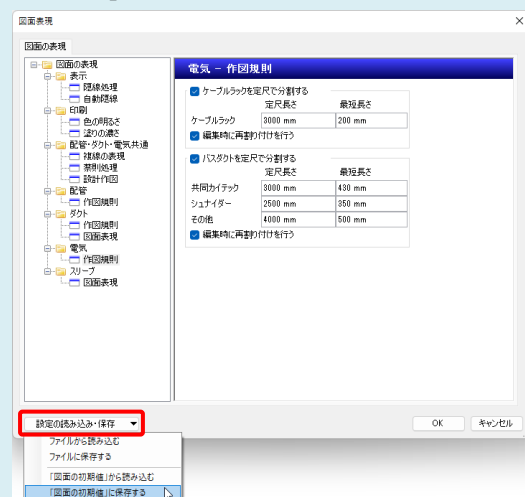 図面表現
図面の表現
図面の表現
表示
隠線処理
自動隠線
印刷
色の明るさ
塗りの濃さ
配管・ダクト・電気共通
複線の表現
禁則処理
設計作図
配管
作図規則
ダクト
作図規則
図面表現
電気
作図規則
スリーブ
図面表現
電気 - 作図規則
ケーブルラックを定尺で分割する
定尺長さ 最短長さ
ケーブルラック 3000 mm 200 mm
編集時に再割り付けを行う
バスダクトを定尺で分割する
定尺長さ 最短長さ
共同カイテック 3000 mm 430 mm
シュナイダー 2500 mm 350 mm
その他 4000 mm 500 mm
編集時に再割り付けを行う
設定の読み込み・保存
OK キャンセル
ファイルから読み込む
ファイルに保存する
「図面の初期値」から読み込む
「図面の初期値」に保存する